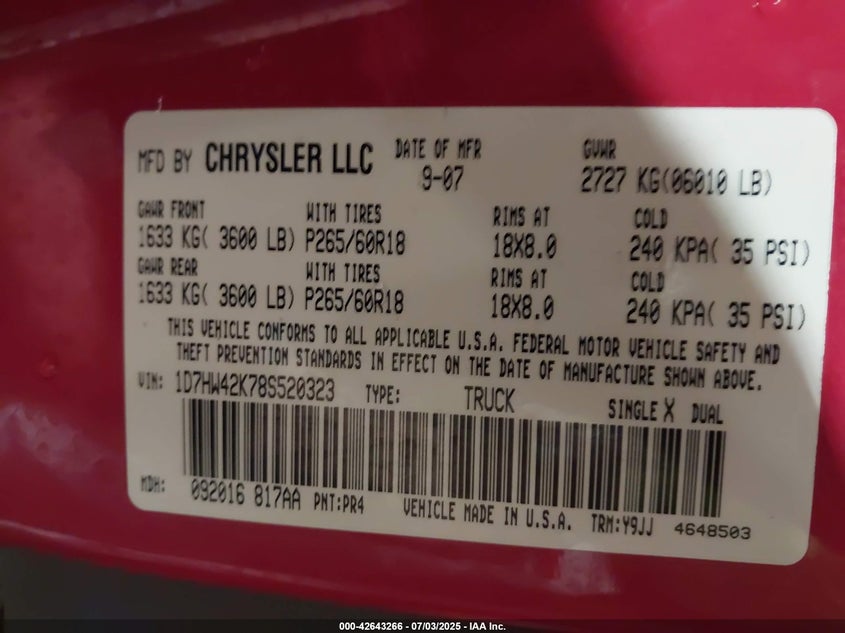 MFD BY CHRYSLER LLC DATE OF MFR GVWR
9-07 2727 KG(06010 LB)
GAWR FRONT WITH TIRES RIMS AT COLD
1633 KG( 3600 LB) P265/60R18 18X8.0 240 KPA( 35 PSI)
GAWR REAR WITH TIRES RIMS AT COLD
1633 KG( 3600 LB) P265/60R18 18X8.0 240 KPA( 35 PSI)
THIS VEHICLE CONFORMS TO ALL APPLICABLE U.S.A. FEDERAL MOTOR VEHICLE SAFETY AND
THEFT PREVENTION STANDARDS IN EFFECT ON THE DATE OF MANUFACTURE SHOWN ABOVE.
VIN: 1D7HW42K78S520323 TYPE: TRUCK SINGLE X DUAL
MDH: 092016 817AA PNT:PR4 VEHICLE MADE IN U.S.A. TRM:Y9JJ 4648503
000-42643266 - 07/03/2025 - IAA Inc.